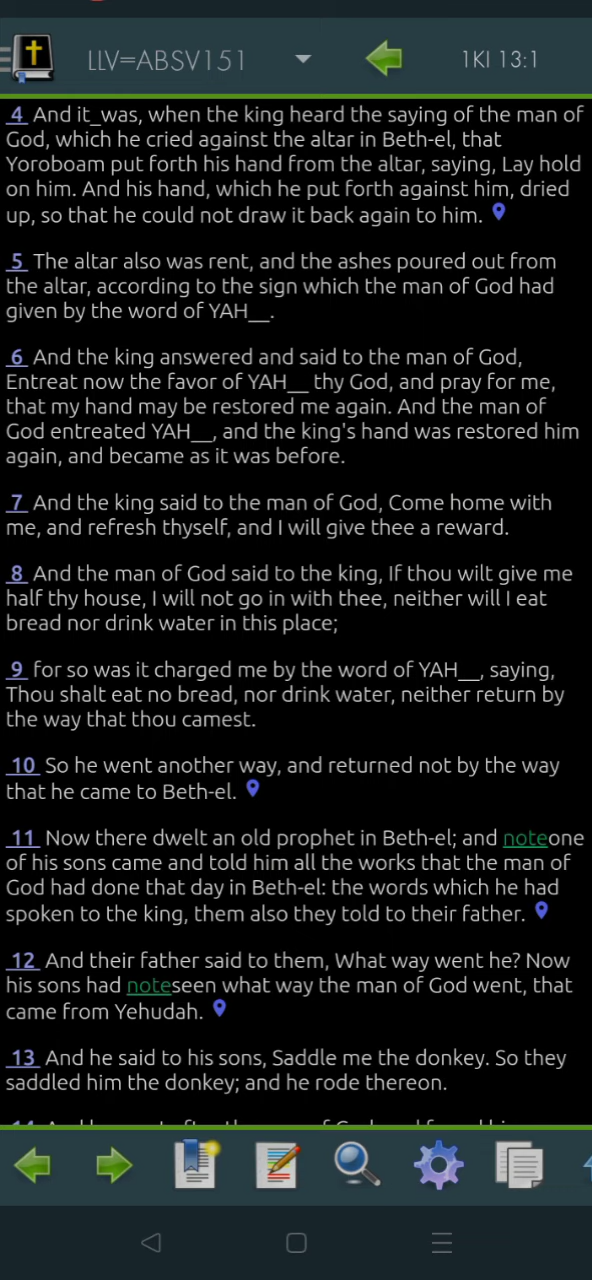 LLV=ABSV151 1KI 13:1
4 And it_was, when the king heard the saying of the man of
God, which he cried against the altar in Beth-el, that
Yoroboam put forth his hand from the altar, saying, Lay hold
on him. And his hand, which he put forth against him, dried
up, so that he could not draw it back again to him.
5 The altar also was rent, and the ashes poured out from
the altar, according to the sign which the man of God had
given by the word of YAH__.
6 And the king answered and said to the man of God,
Entreat now the favor of YAH__ thy God, and pray for me,
that my hand may be restored me again. And the man of
God entreated YAH__, and the king's hand was restored him
again, and became as it was before.
7 And the king said to the man of God, Come home with
me, and refresh thyself, and I will give thee a reward.
8 And the man of God said to the king, If thou wilt give me
half thy house, I will not go in with thee, neither will I eat
bread nor drink water in this place;
9 for so was it charged me by the word of YAH__, saying,
Thou shalt eat no bread, nor drink water, neither return by
the way that thou camest.
10 So he went another way, and returned not by the way
that he came to Beth-el.
11 Now there dwelt an old prophet in Beth-el; and noteone
of his sons came and told him all the works that the man of
God had done that day in Beth-el: the words which he had
spoken to the king, them also they told to their father.
12 And their father said to them, What way went he? Now
his sons had noteseen what way the man of God went, that
came from Yehudah.
13 And he said to his sons, Saddle me the donkey. So they
saddled him the donkey; and he rode thereon.